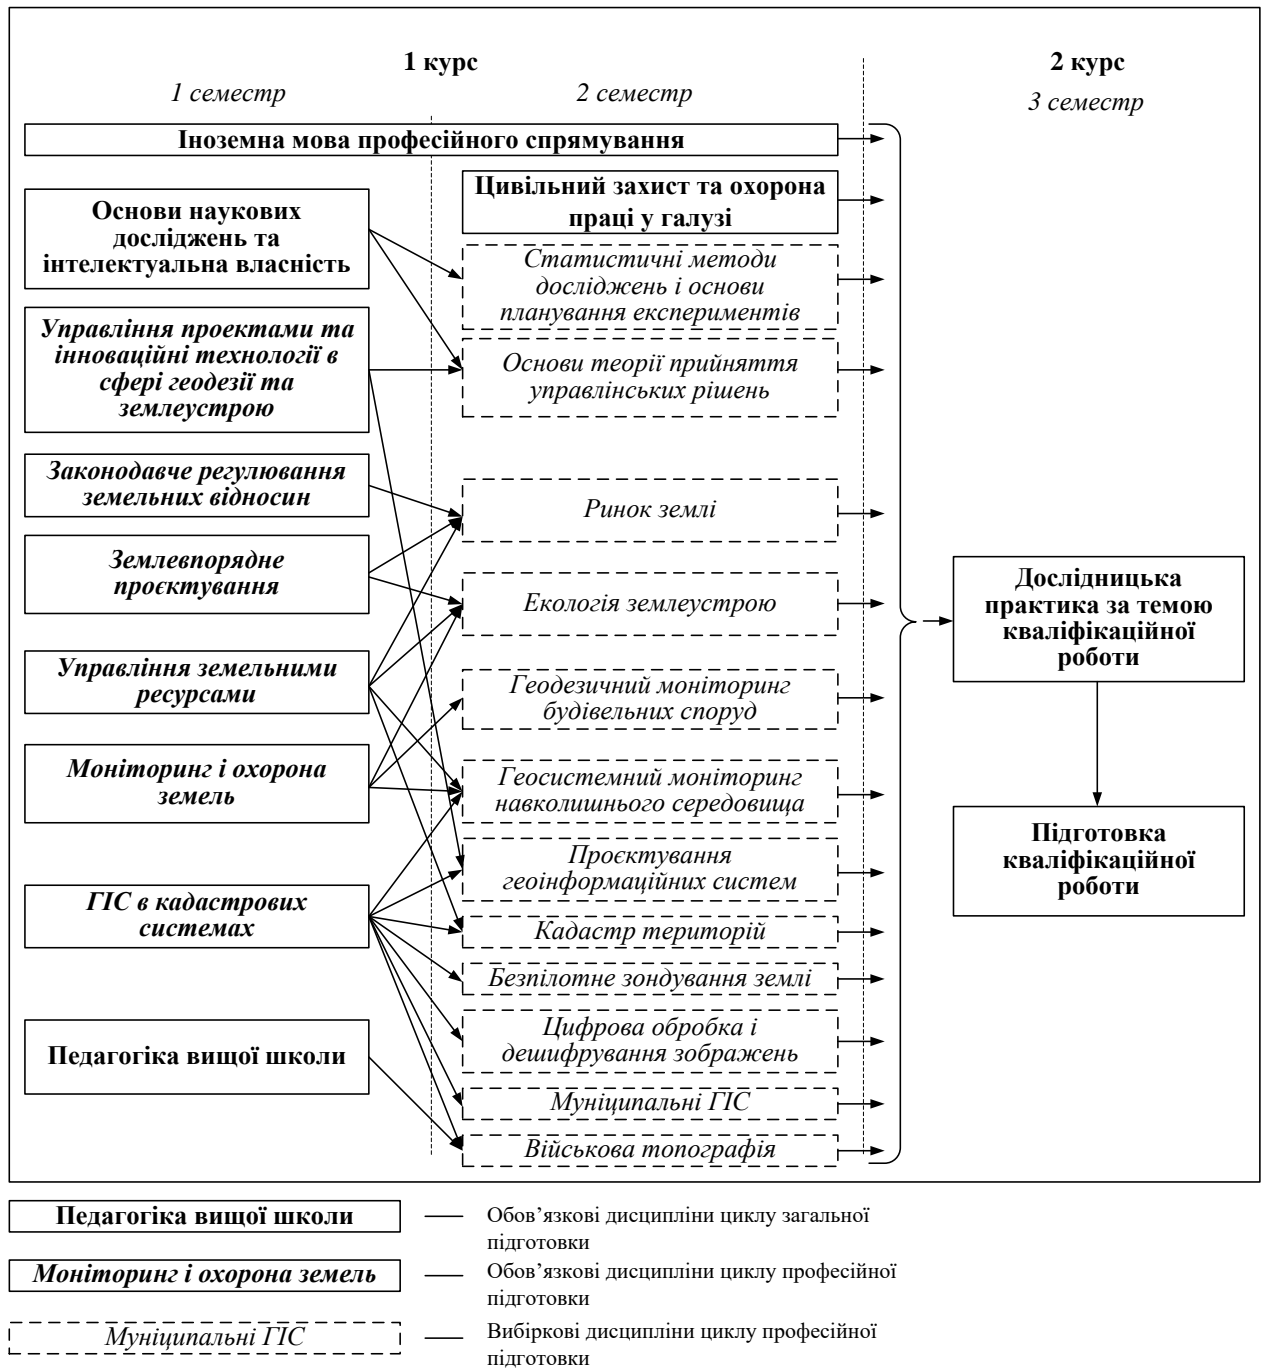 1 курс
2 курс
1 семестр
2 семестр
3 семестр
Іноземна мова професійного спрямування
Основи наукових
досліджень та
інтелектуальна власність
Управління проектами та
інноваційні технології в
сфері геодезії та
землеустрою
Законодавче регулювання
земельних відносин
Землевпорядне
проєктування
Управління земельними
ресурсами
Моніторинг і охорона
земель
ГІС в кадастрових
системах
Педагогіка вищої школи
Цивільний захист та охорона
праці у галузі
Статистичні методи
досліджень і основи
планування експериментів
Основи теорії прийняття
управлінських рішень
Ринок землі
Екологія землеустрою
Геодезичний моніторинг
будівельних споруд
Геосистемний моніторинг
навколишнього середовища
Проєктування
геоінформаційних систем
Кадастр територій
Безпілотне зондування землі
Цифрова обробка і
дешифрування зображень
Муніципальні ГІС
Військова топографія
Дослідницька
практика за темою
кваліфікаційної
роботи
Підготовка
кваліфікаційної
роботи
Педагогіка вищої школи
Обов’язкові дисципліни циклу загальної
підготовки
Моніторинг і охорона земель
Обов’язкові дисципліни циклу професійної
підготовки
Муніципальні ГІС
Вибіркові дисципліни циклу професійної
підготовки